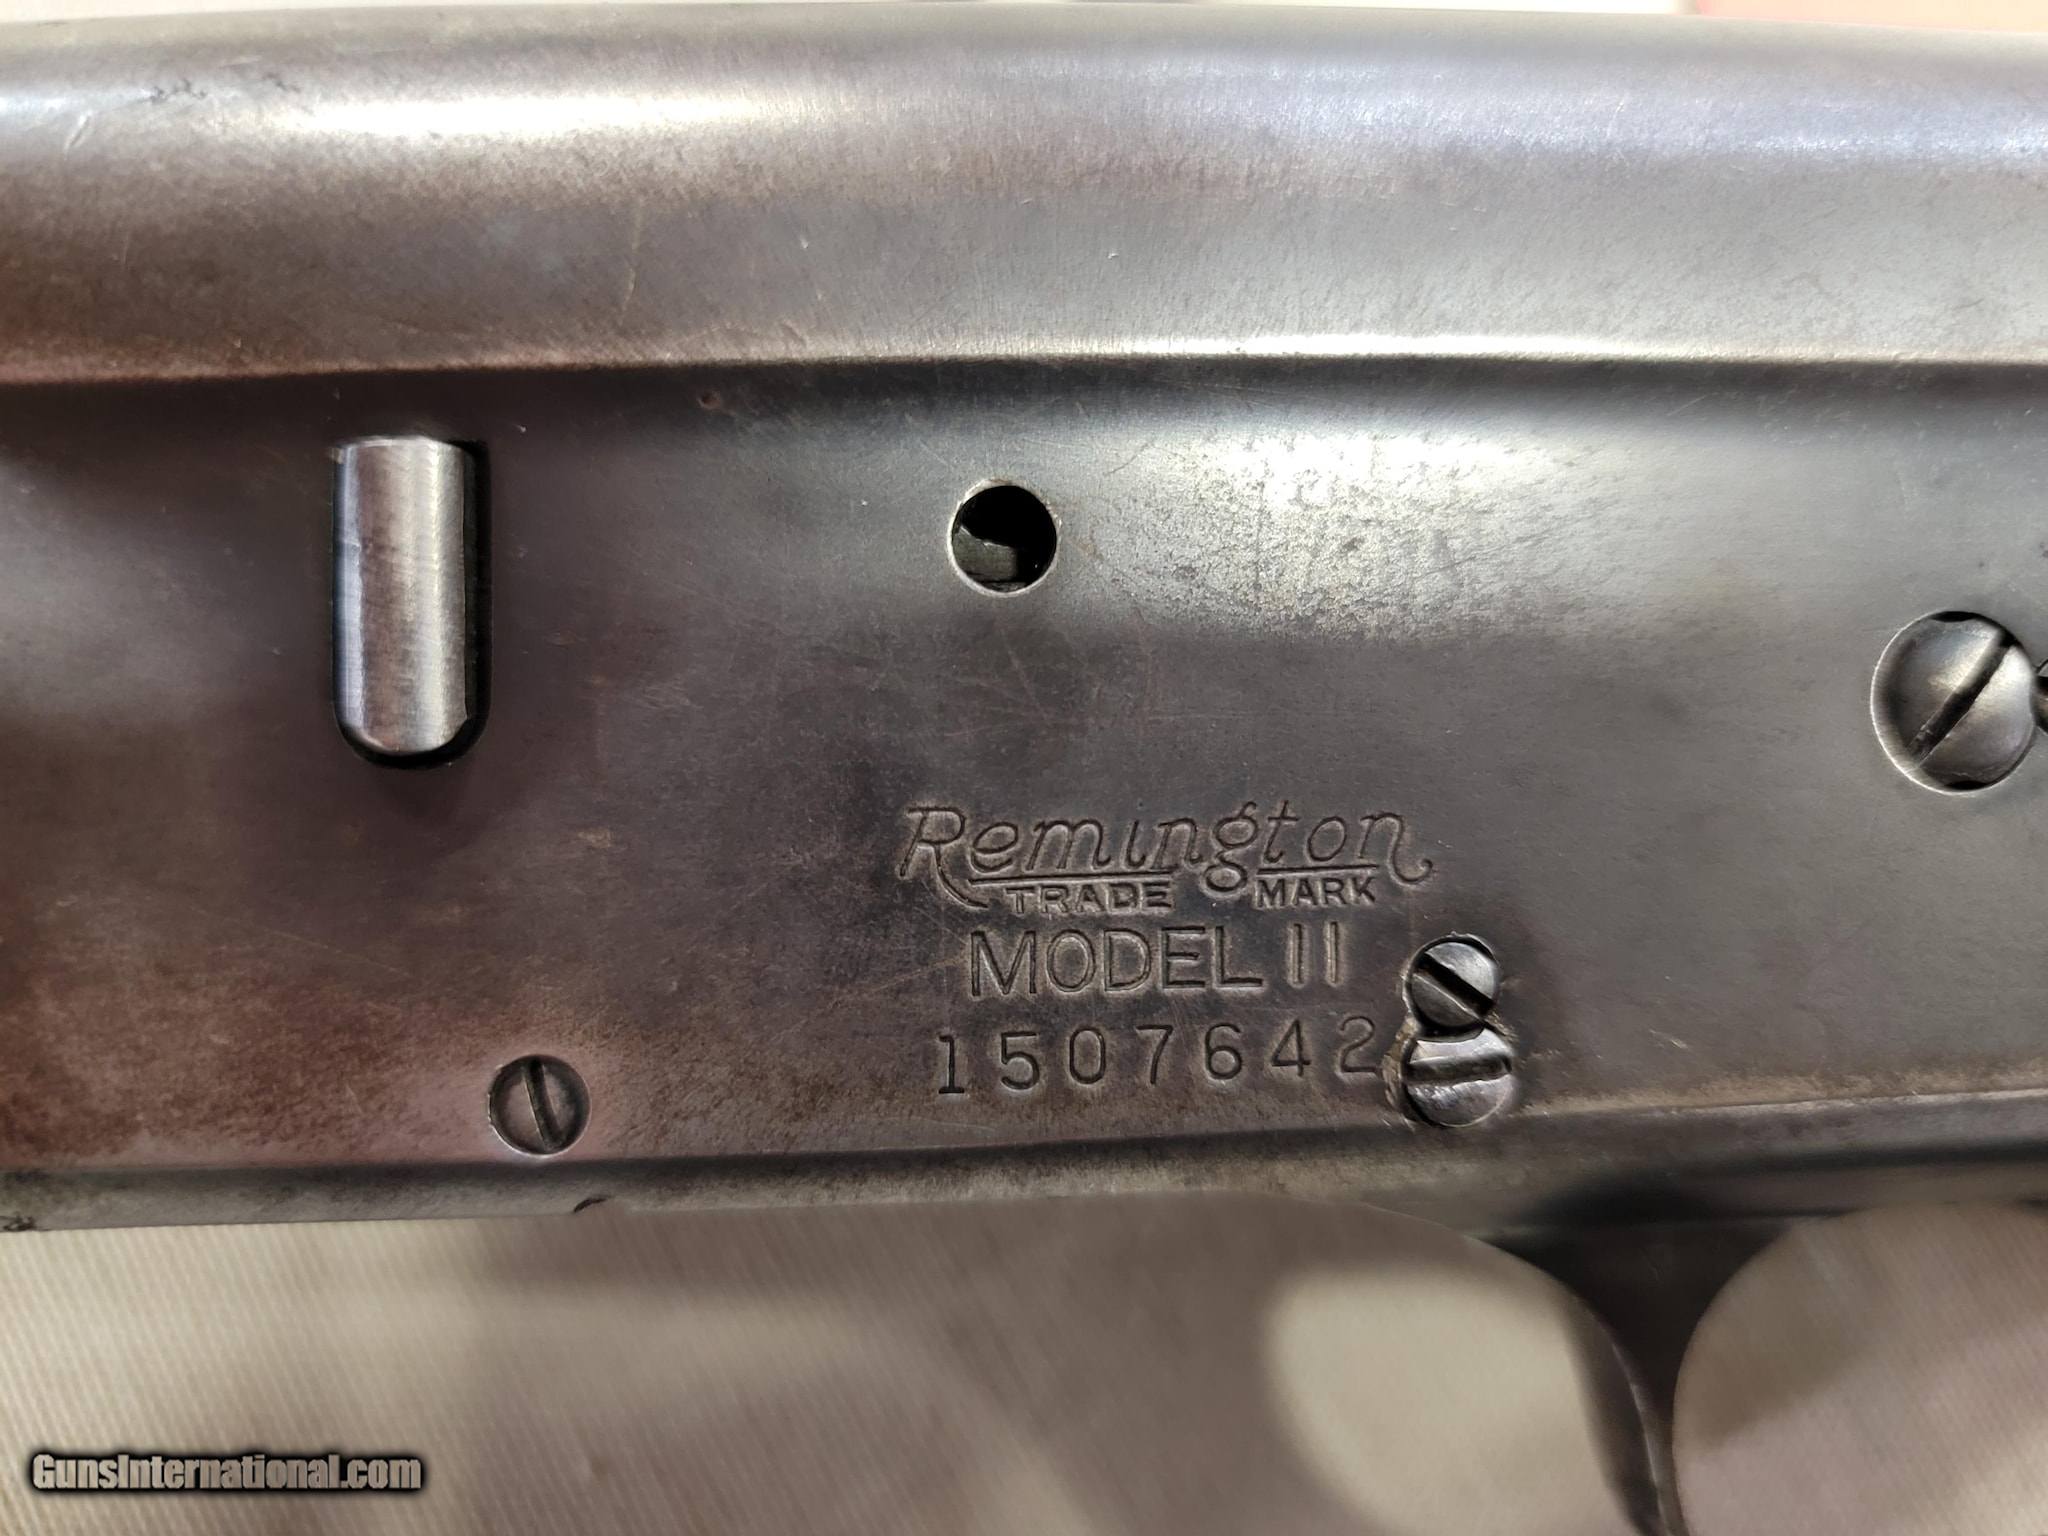 Remington
TRADE MARK
MODEL 11
1507642
GunsInternational.com